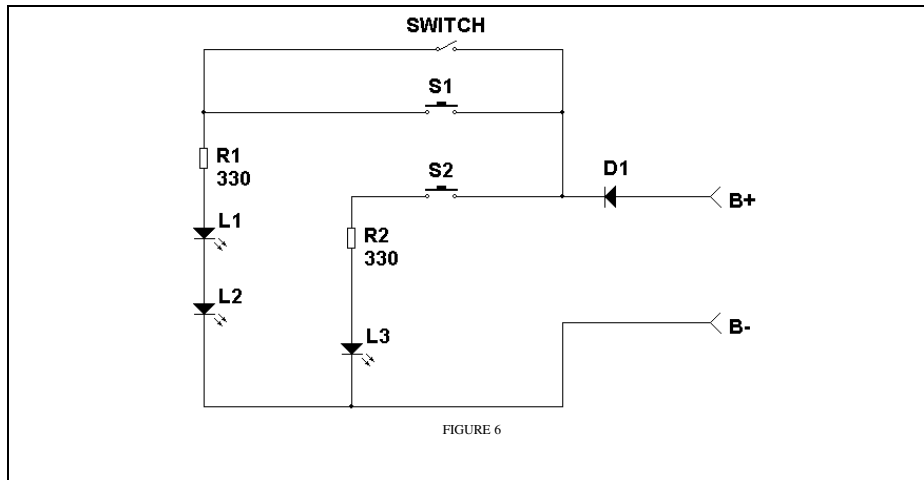 SWITCH
S1
R1
330
S2
D1
B+
L1
R2
330
L2
L3
B-
FIGURE 6